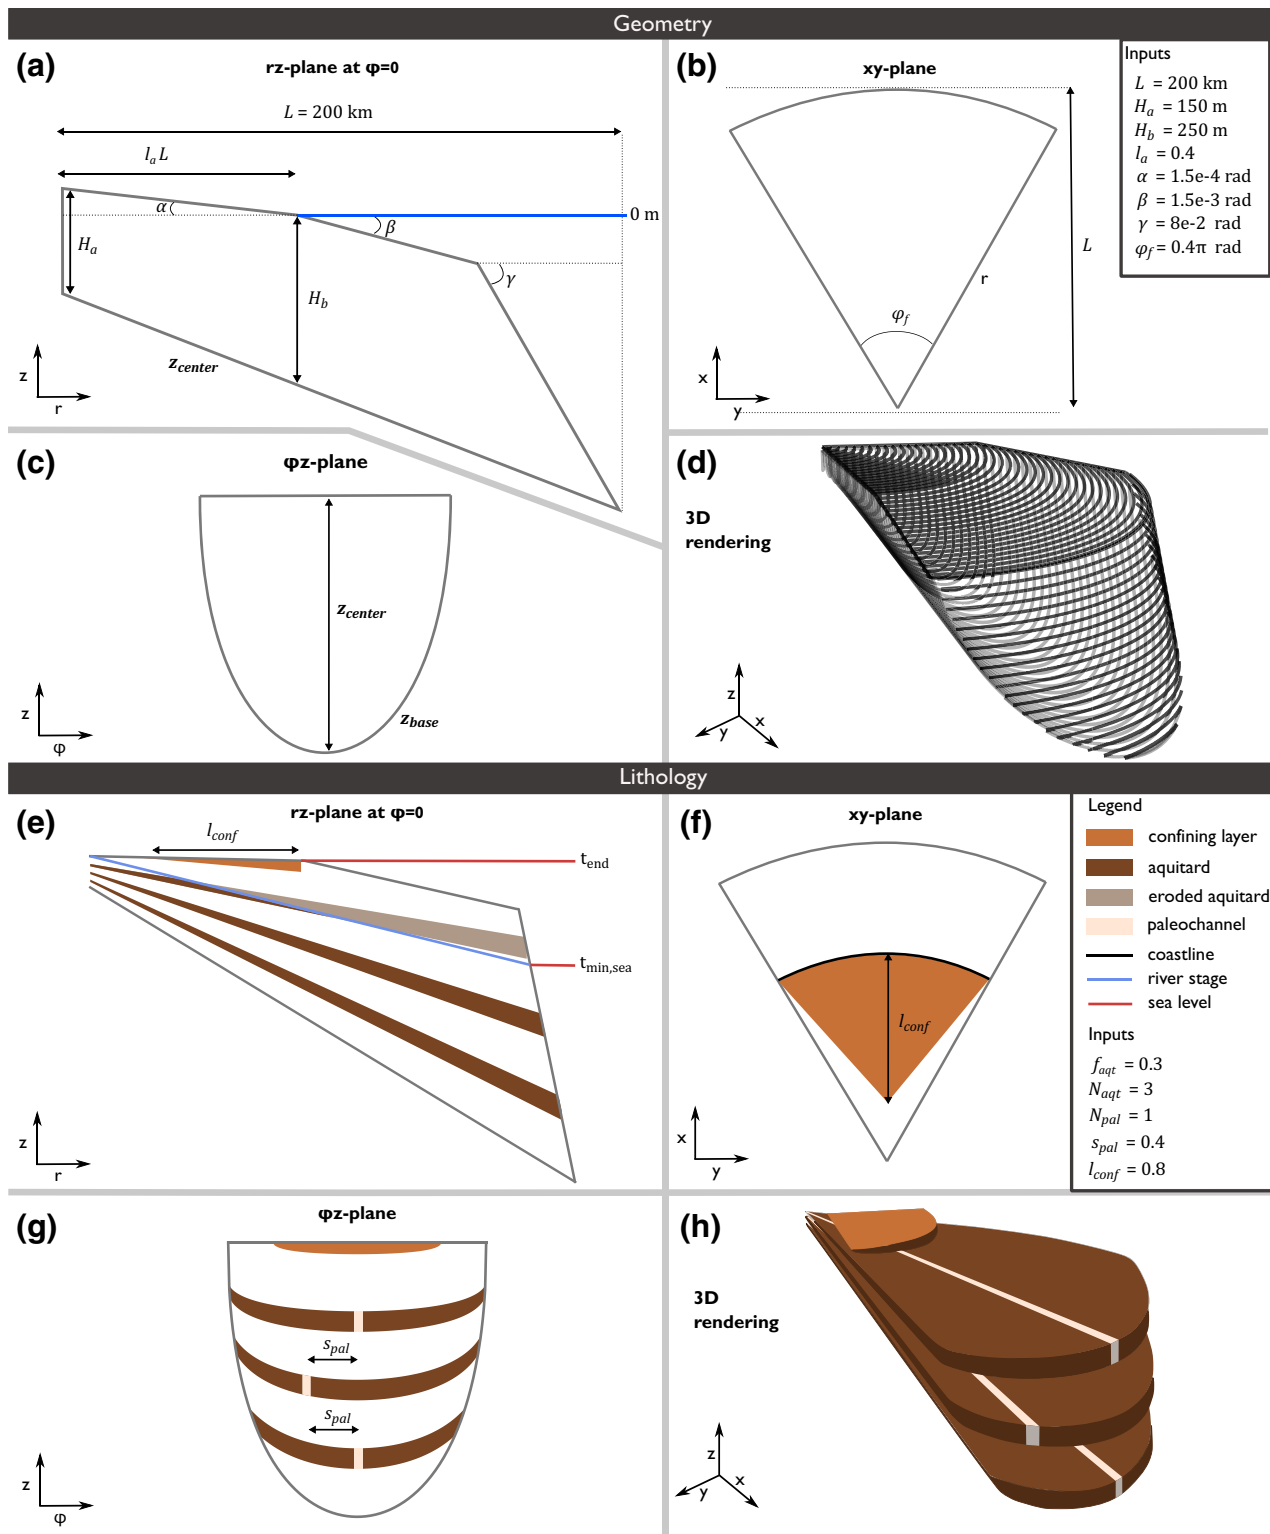 Geometry
(a)
rz-plane at φ=0
L = 200 km
l_a L
α
β
0 m
H_a
H_b
γ
z_center
z
r
(b)
xy-plane
Inputs
L = 200 km
H_a = 150 m
H_b = 250 m
l_a = 0.4
α = 1.5e-4 rad
β = 1.5e-3 rad
γ = 8e-2 rad
φ_f = 0.4π rad
L
r
φ_f
x
y
(c)
φz-plane
z_center
z_base
z
φ
(d)
3D
rendering
z
x
y
Lithology
(e)
rz-plane at φ=0
l_conf
t_end
t_min,sea
z
r
(f)
xy-plane
l_conf
x
y
Legend
confining layer
aquitard
eroded aquitard
paleochannel
coastline
river stage
sea level
Inputs
f_aqt = 0.3
N_aqt = 3
N_pal = 1
s_pal = 0.4
l_conf = 0.8
(g)
φz-plane
s_pal
s_pal
z
φ
(h)
3D
rendering
z
x
y